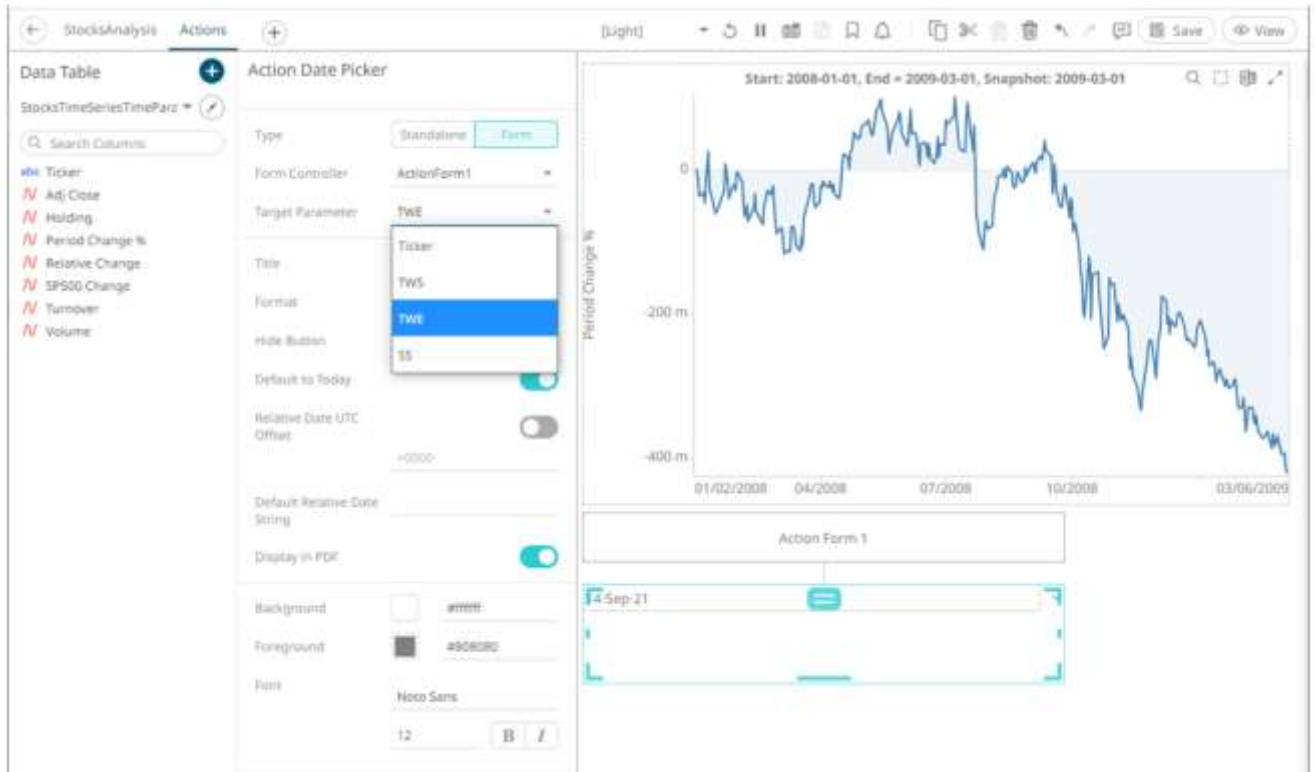 StocksAnalysis Actions [Light] Save View
Data Table
StocksTimeSeriesTimePara
Search Columns
abc Ticker
Adj Close
Holding
Period Change %
Relative Change
SP500 Change
Turnover
Volume
Action Date Picker
Type Standalone Form
Form Controller ActionForm1
Target Parameter TWE
Ticker
TWS
TWE
SS
Title
Format
Hide Button
Default to Today
Relative Date UTC
Offset
+0000
Default Relative Date
String
Display in PDF
Background #ffffff
Foreground #808080
Font
Noto Sans
12 B I
Start: 2008-01-01, End = 2009-03-01, Snapshot: 2009-03-01
Period Change %
0
-200 m
-400 m
01/02/2008 04/2008 07/2008 10/2008 03/06/2009
Action Form 1
4-Sep-21